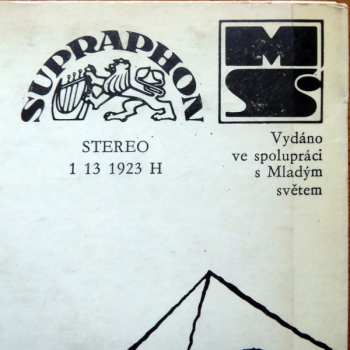 SUPRAPHON
MS
STEREO
1 13 1923 H
Vydáno
ve spolupráci
s Mladým
světem